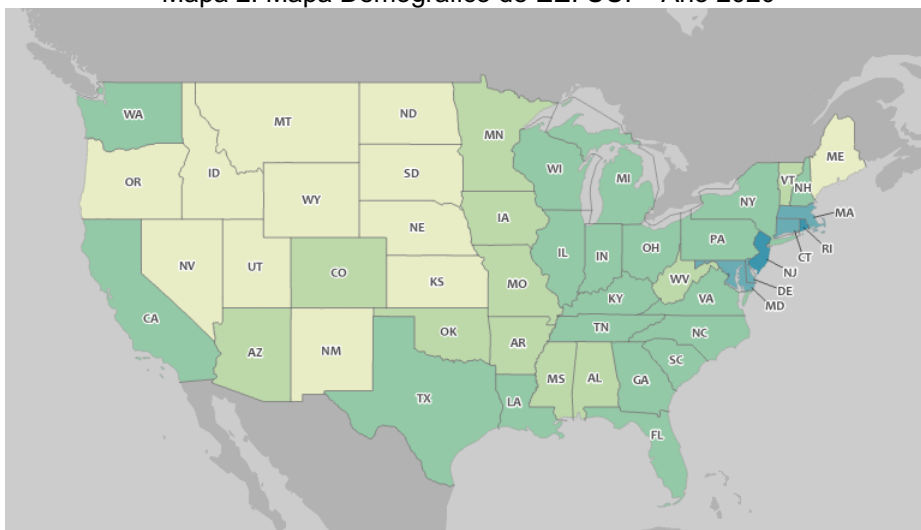 Mapa 2. Mapa Demográfico de EE. UU. - Año 2020
WA
MT
ND
MN
ME
OR
ID
SD
WI
MI
VT
NH
NY
MA
WY
IA
NE
PA
RI
CT
NV
UT
CO
IL
IN
OH
NJ
KS
MO
WV
DE
VA
MD
KY
CA
TN
NC
AZ
NM
OK
AR
SC
MS
AL
GA
TX
LA
FL